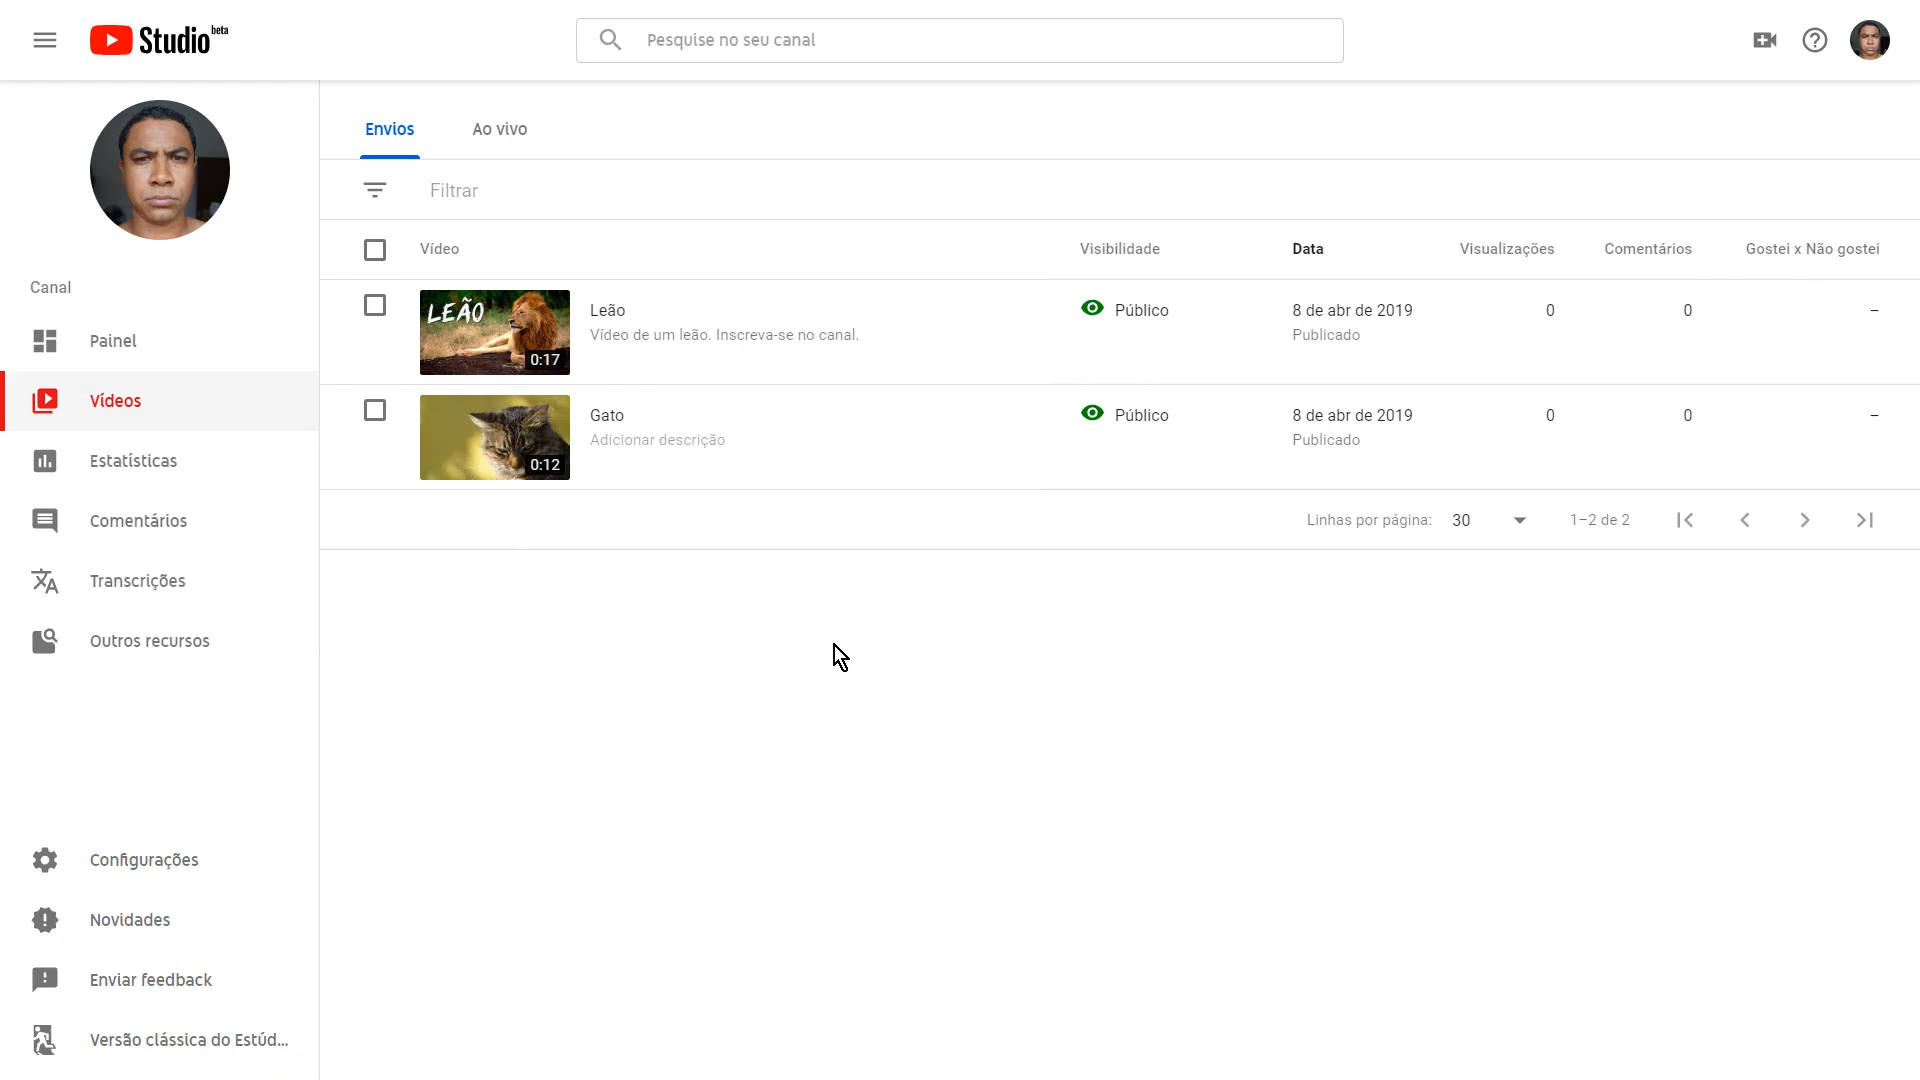 Studio beta
Pesquise no seu canal
Canal
Painel
Vídeos
Estatísticas
Comentários
Transcrições
Outros recursos
Configurações
Novidades
Enviar feedback
Versão clássica do Estúd...
Envios
Ao vivo
Filtrar
Vídeo
Visibilidade
Data
Visualizações
Comentários
Gostei x Não gostei
LEÃO
0:17
Leão
Vídeo de um leão. Inscreva-se no canal.
Público
8 de abr de 2019
Publicado
0
0
–
0:12
Gato
Adicionar descrição
Público
8 de abr de 2019
Publicado
0
0
–
Linhas por página:
30
1–2 de 2